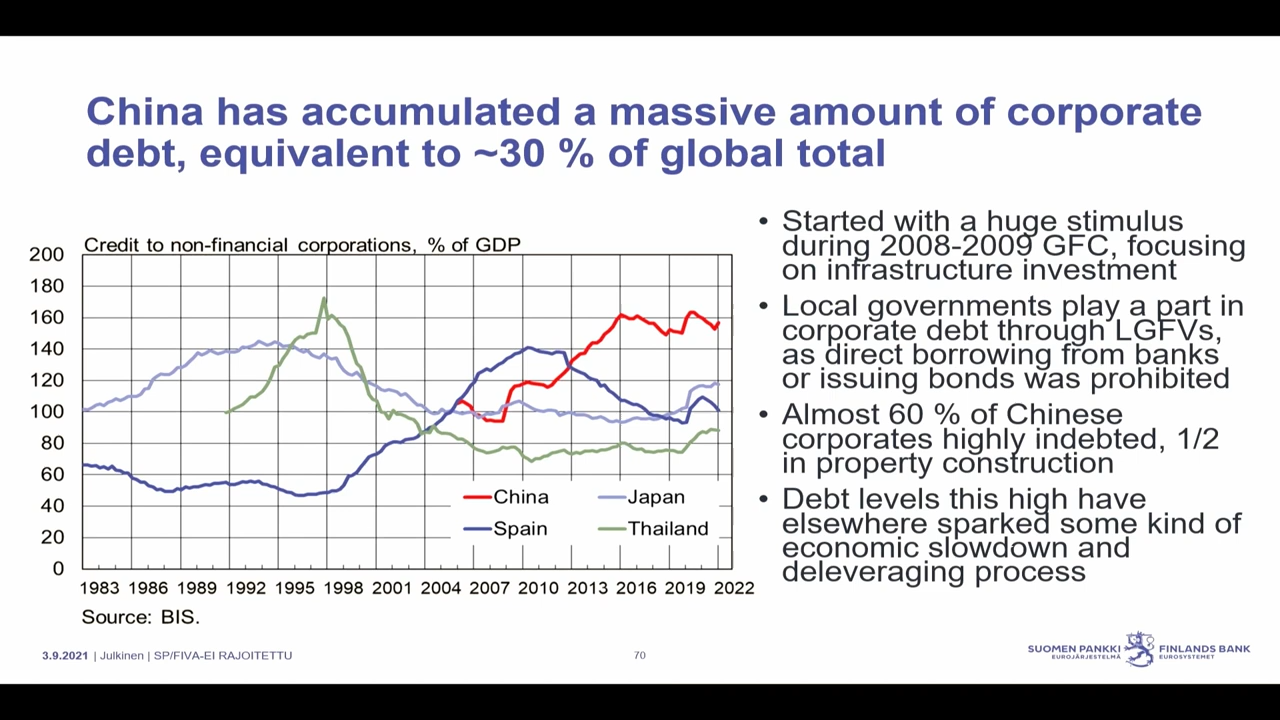 China has accumulated a massive amount of corporate
debt, equivalent to ~30 % of global total
Credit to non-financial corporations, % of GDP
200
180
160
140
120
100
80
60
40
20
0
China
Japan
Spain
Thailand
1983 1986 1989 1992 1995 1998 2001 2004 2007 2010 2013 2016 2019 2022
Source: BIS.
• Started with a huge stimulus
during 2008-2009 GFC, focusing
on infrastructure investment
• Local governments play a part in
corporate debt through LGFVs,
as direct borrowing from banks
or issuing bonds was prohibited
• Almost 60 % of Chinese
corporates highly indebted, 1/2
in property construction
• Debt levels this high have
elsewhere sparked some kind of
economic slowdown and
deleveraging process
3.9.2021 | Julkinen | SP/FIVA-EI RAJOITETTU
70
SUOMEN PANKKI
EUROJÄRJESTELMÄ
FINLANDS BANK
EUROSYSTEMET